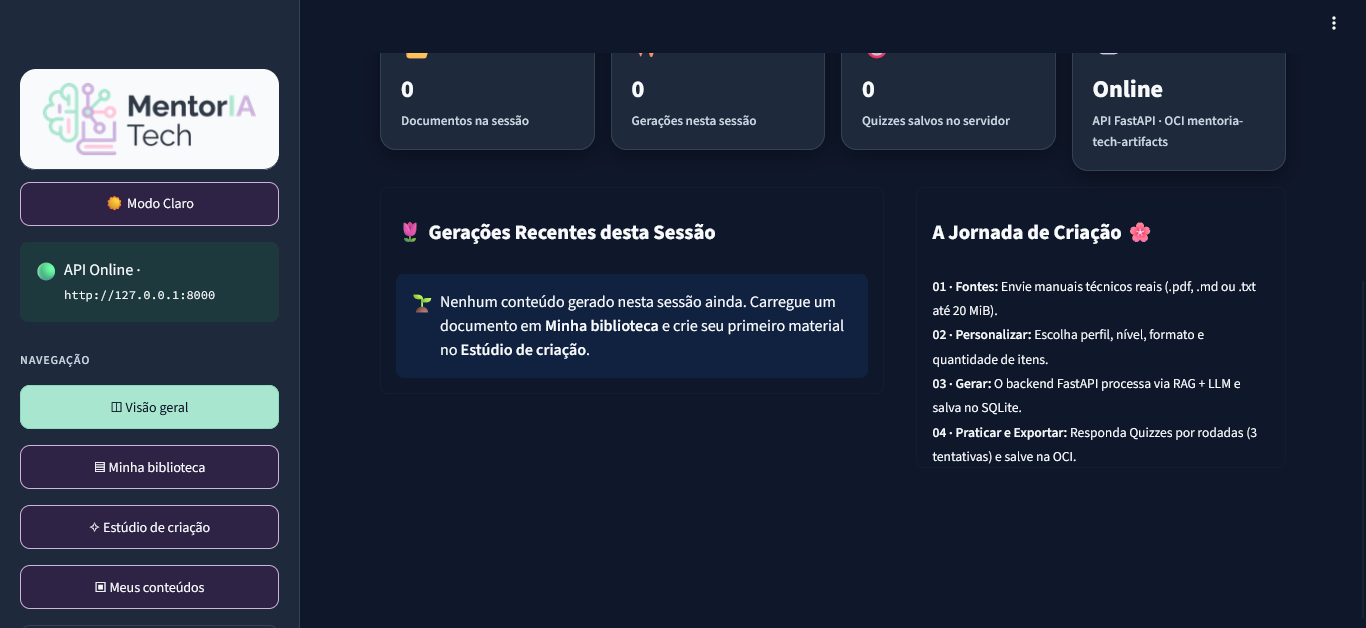 MentorIA
Tech
Modo Claro
API Online ·
http://127.0.0.1:8000
NAVEGAÇÃO
Visão geral
Minha biblioteca
Estúdio de criação
Meus conteúdos
0
Documentos na sessão
0
Gerações nesta sessão
0
Quizzes salvos no servidor
Online
API FastAPI · OCI mentoria-
tech-artifacts
Gerações Recentes desta Sessão
Nenhum conteúdo gerado nesta sessão ainda. Carregue um
documento em Minha biblioteca e crie seu primeiro material
no Estúdio de criação.
A Jornada de Criação
01 · Fontes: Envie manuais técnicos reais (.pdf, .md ou .txt
até 20 MiB).
02 · Personalizar: Escolha perfil, nível, formato e
quantidade de itens.
03 · Gerar: O backend FastAPI processa via RAG + LLM e
salva no SQLite.
04 · Praticar e Exportar: Responda Quizzes por rodadas (3
tentativas) e salve na OCI.